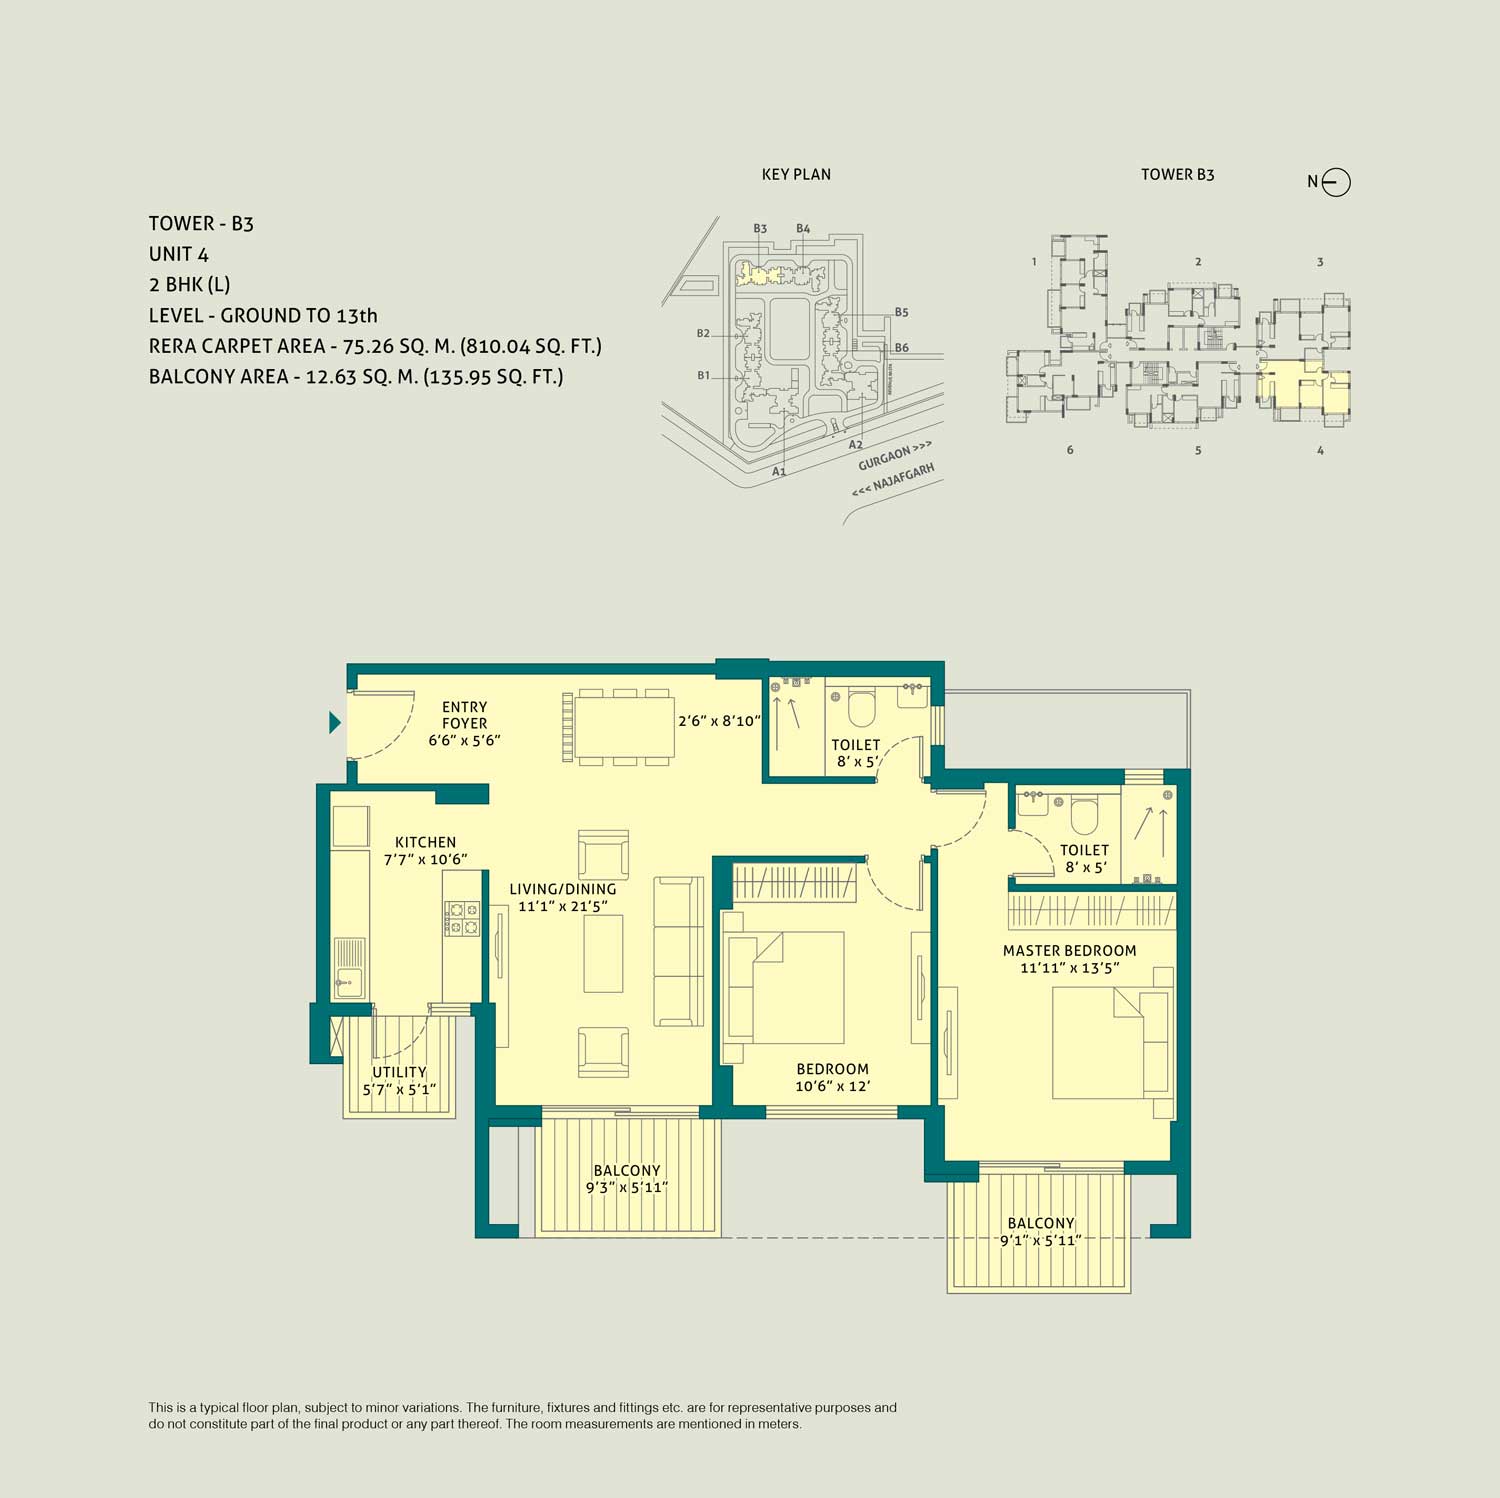 KEY PLAN
TOWER B3
N
TOWER - B3
UNIT 4
2 BHK (L)
LEVEL - GROUND TO 13th
RERA CARPET AREA - 75.26 SQ. M. (810.04 SQ. FT.)
BALCONY AREA - 12.63 SQ. M. (135.95 SQ. FT.)
B3
B4
B5
B2
B6
B1
A2
A1
GURGAON >>>
<<< NAJAFGARH
1
2
3
6
5
4
ENTRY
FOYER
6'6" x 5'6"
2'6" x 8'10"
TOILET
8' x 5'
KITCHEN
7'7" x 10'6"
TOILET
8' x 5'
LIVING/DINING
11'1" x 21'5"
MASTER BEDROOM
11'11" x 13'5"
BEDROOM
10'6" x 12'
UTILITY
5'7" x 5'1"
BALCONY
9'3" x 5'11"
BALCONY
9'1" x 5'11"
This is a typical floor plan, subject to minor variations. The furniture, fixtures and fittings etc. are for representative purposes and
do not constitute part of the final product or any part thereof. The room measurements are mentioned in meters.